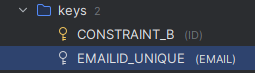 keys 2
CONSTRAINT_B (ID)
EMAILID_UNIQUE (EMAIL)